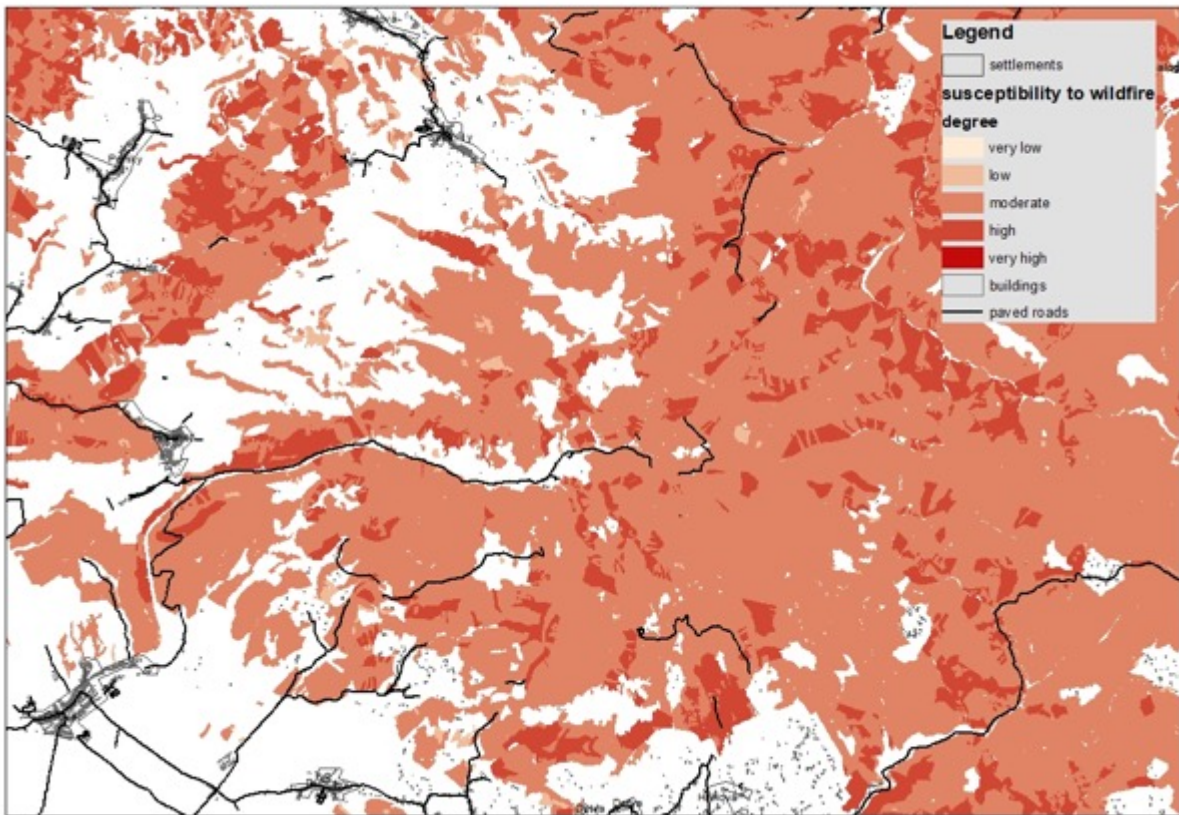 Legend
settlements
susceptibility to wildfire
degree
very low
low
moderate
high
very high
buildings
paved roads